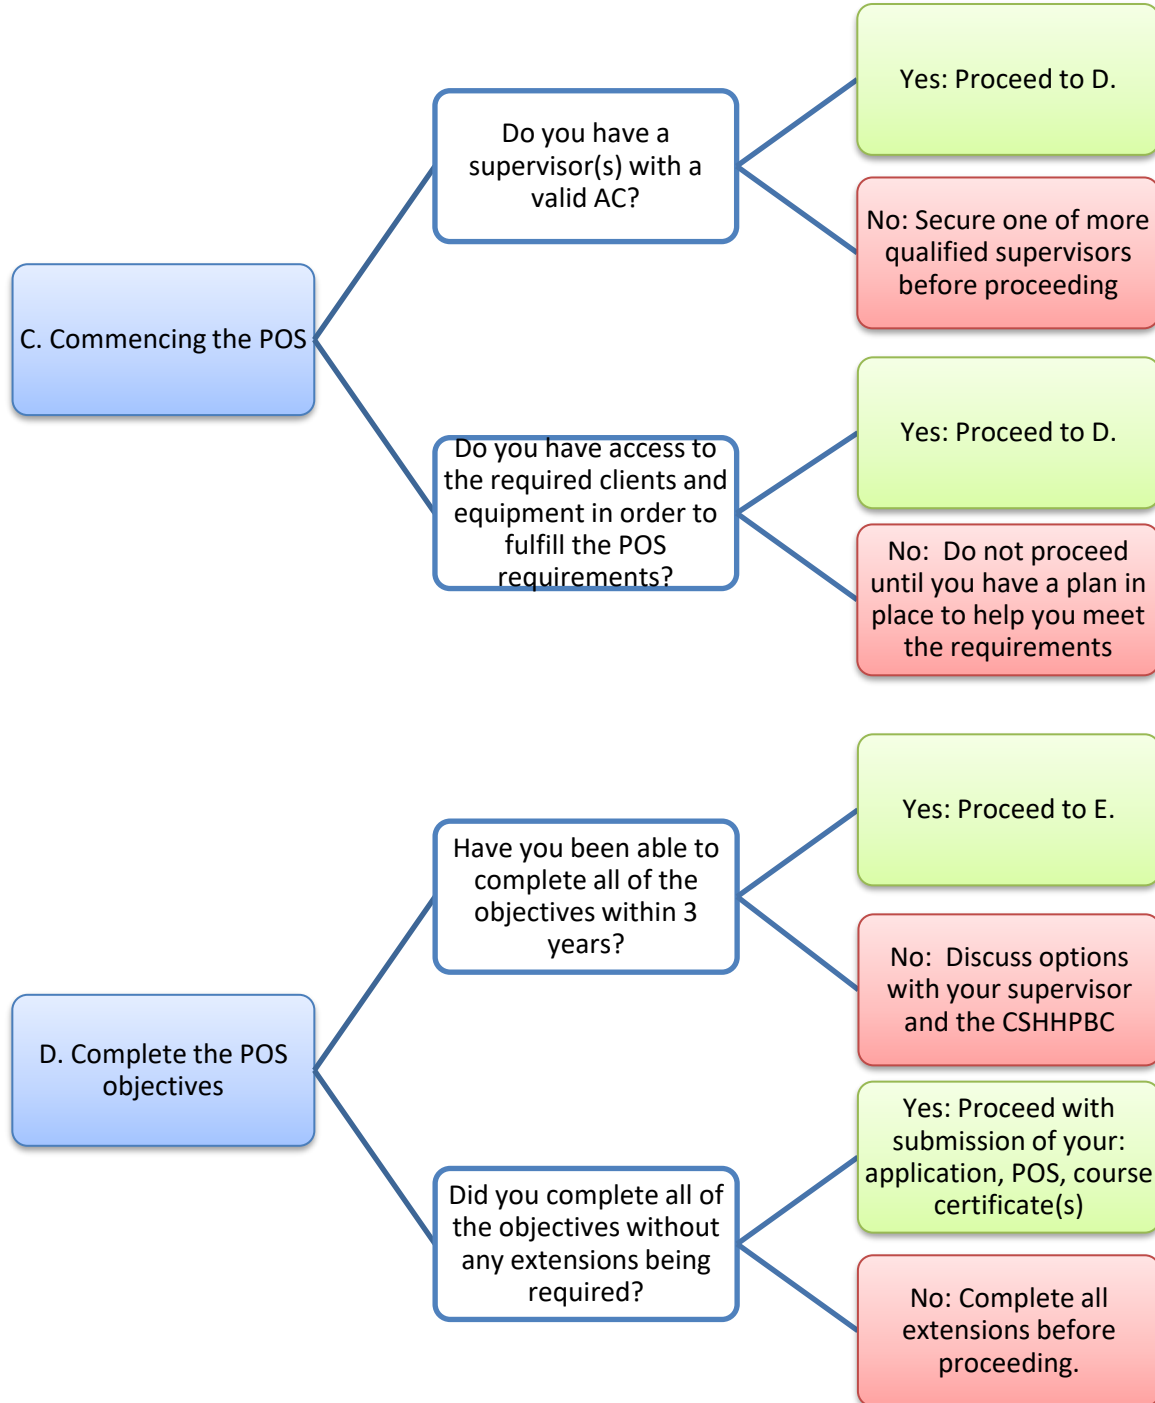 C. Commencing the POS
Do you have a
supervisor(s) with a
valid AC?
Yes: Proceed to D.
No: Secure one of more
qualified supervisors
before proceeding
Do you have access to
the required clients and
equipment in order to
fulfill the POS
requirements?
Yes: Proceed to D.
No:  Do not proceed
until you have a plan in
place to help you meet
the requirements
D. Complete the POS
objectives
Have you been able to
complete all of the
objectives within 3
years?
Yes: Proceed to E.
No:  Discuss options
with your supervisor
and the CSHHPBC
Did you complete all of
the objectives without
any extensions being
required?
Yes: Proceed with
submission of your:
application, POS, course
certificate(s)
No: Complete all
extensions before
proceeding.